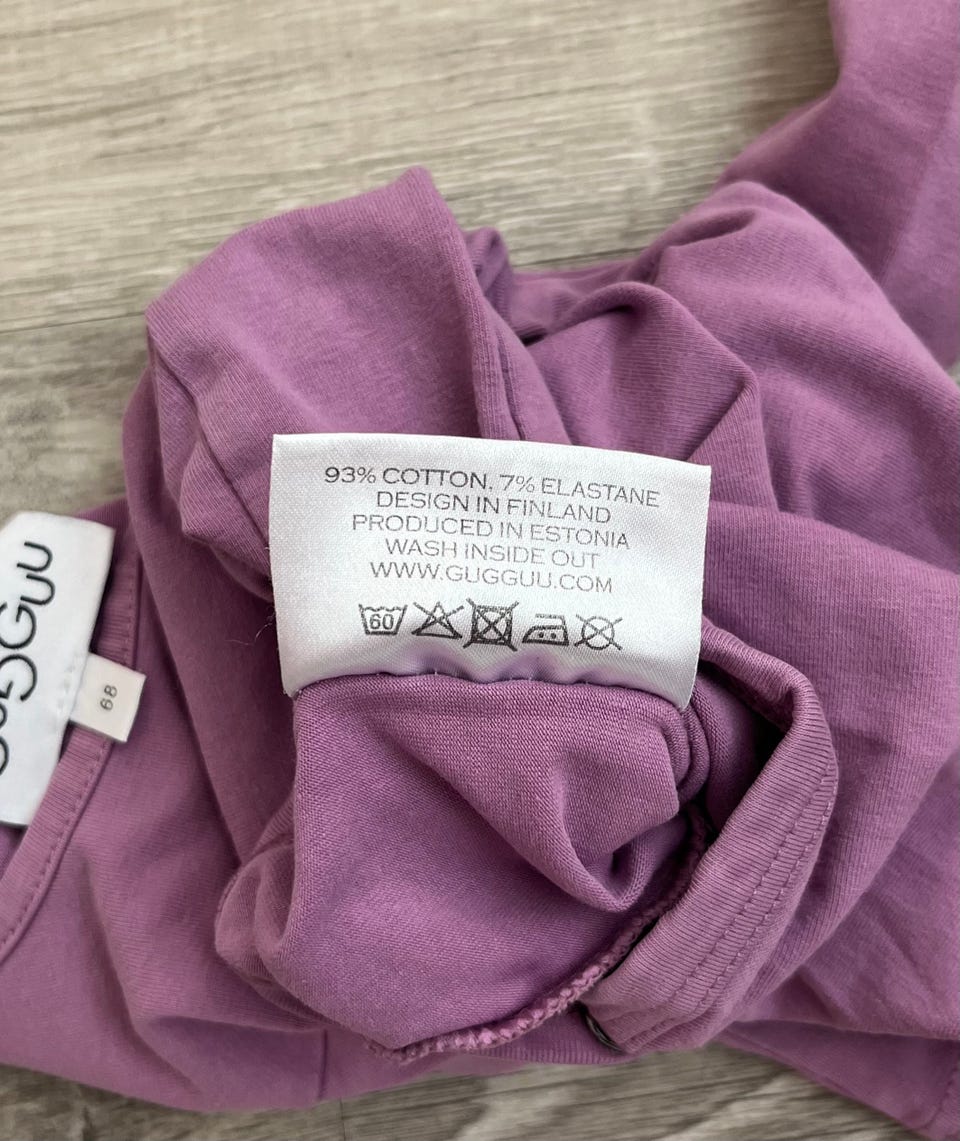 93% COTTON, 7% ELASTANE
DESIGN IN FINLAND
PRODUCED IN ESTONIA
WASH INSIDE OUT
WWW.GUGGUU.COM
60
GUGGUU
68